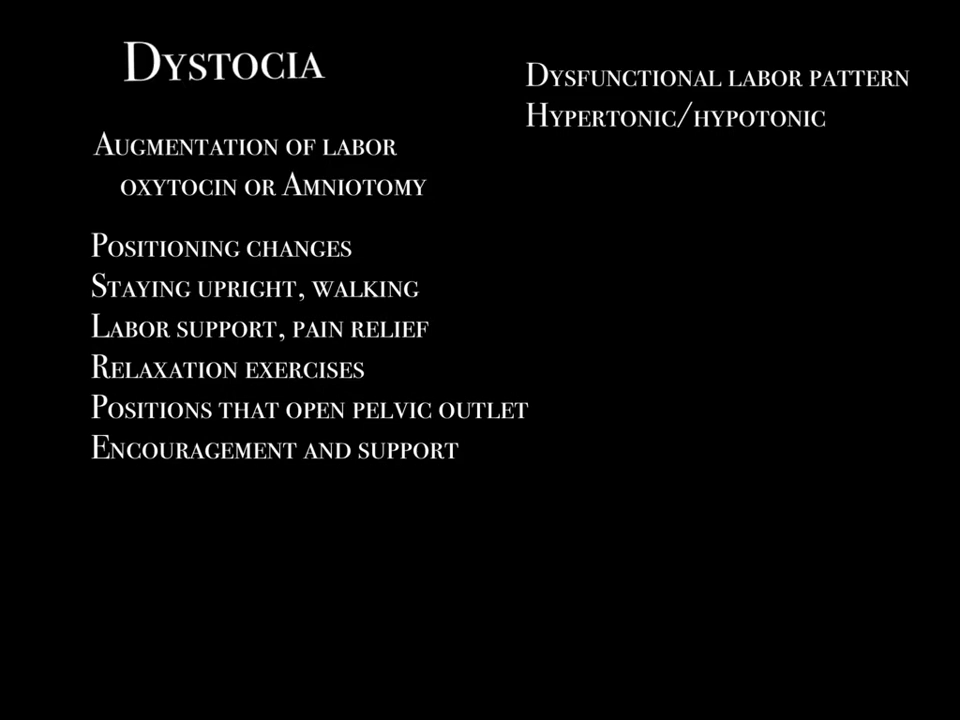 Dystocia
Dysfunctional labor pattern
Hypertonic/hypotonic
Augmentation of labor
oxytocin or Amniotomy
Positioning changes
Staying upright, walking
Labor support, pain relief
Relaxation exercises
Positions that open pelvic outlet
Encouragement and support